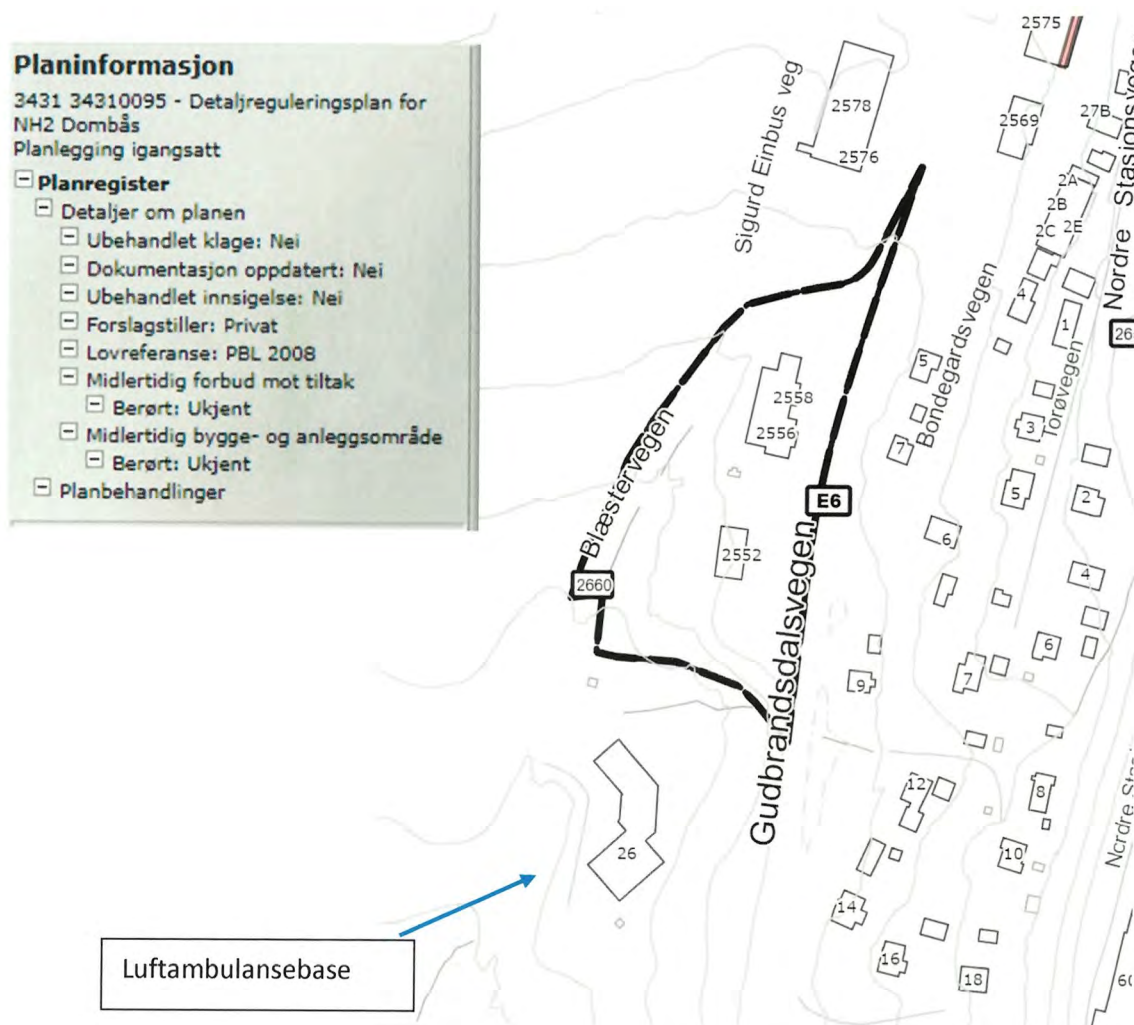 Planinformasjon
3431 34310095 - Detaljreguleringsplan for
NH2 Dombås
Planlegging igangsatt
Planregister
Detaljer om planen
Ubehandlet klage: Nei
Dokumentasjon oppdatert: Nei
Ubehandlet innsigelse: Nei
Forslagstiller: Privat
Lovreferanse: PBL 2008
Midlertidig forbud mot tiltak
Berørt: Ukjent
Midlertidig bygge- og anleggsområde
Berørt: Ukjent
Planbehandlinger
2575
Sigurd Einbus veg
2578
2576
2569
27B
Nordre Stasjonsvege
2A
2B
2C
2E
4
1
26
Bondegardsvegen
Torøvegen
5
7
3
5
2
2558
2556
Blæstervegen
E6
2552
2660
6
4
Gudbrandsdalsvegen
9
7
6
12
8
10
14
16
18
26
Luftambulansebase